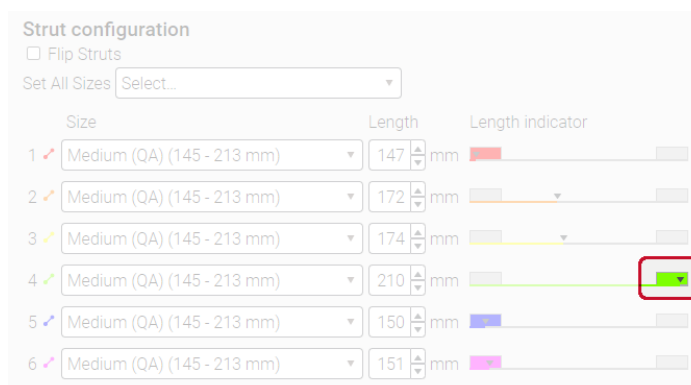 Strut configuration
Flip Struts
Set All Sizes Select...
Size Length Length indicator
1 Medium (QA) (145 - 213 mm) 147 mm
2 Medium (QA) (145 - 213 mm) 172 mm
3 Medium (QA) (145 - 213 mm) 174 mm
4 Medium (QA) (145 - 213 mm) 210 mm
5 Medium (QA) (145 - 213 mm) 150 mm
6 Medium (QA) (145 - 213 mm) 151 mm